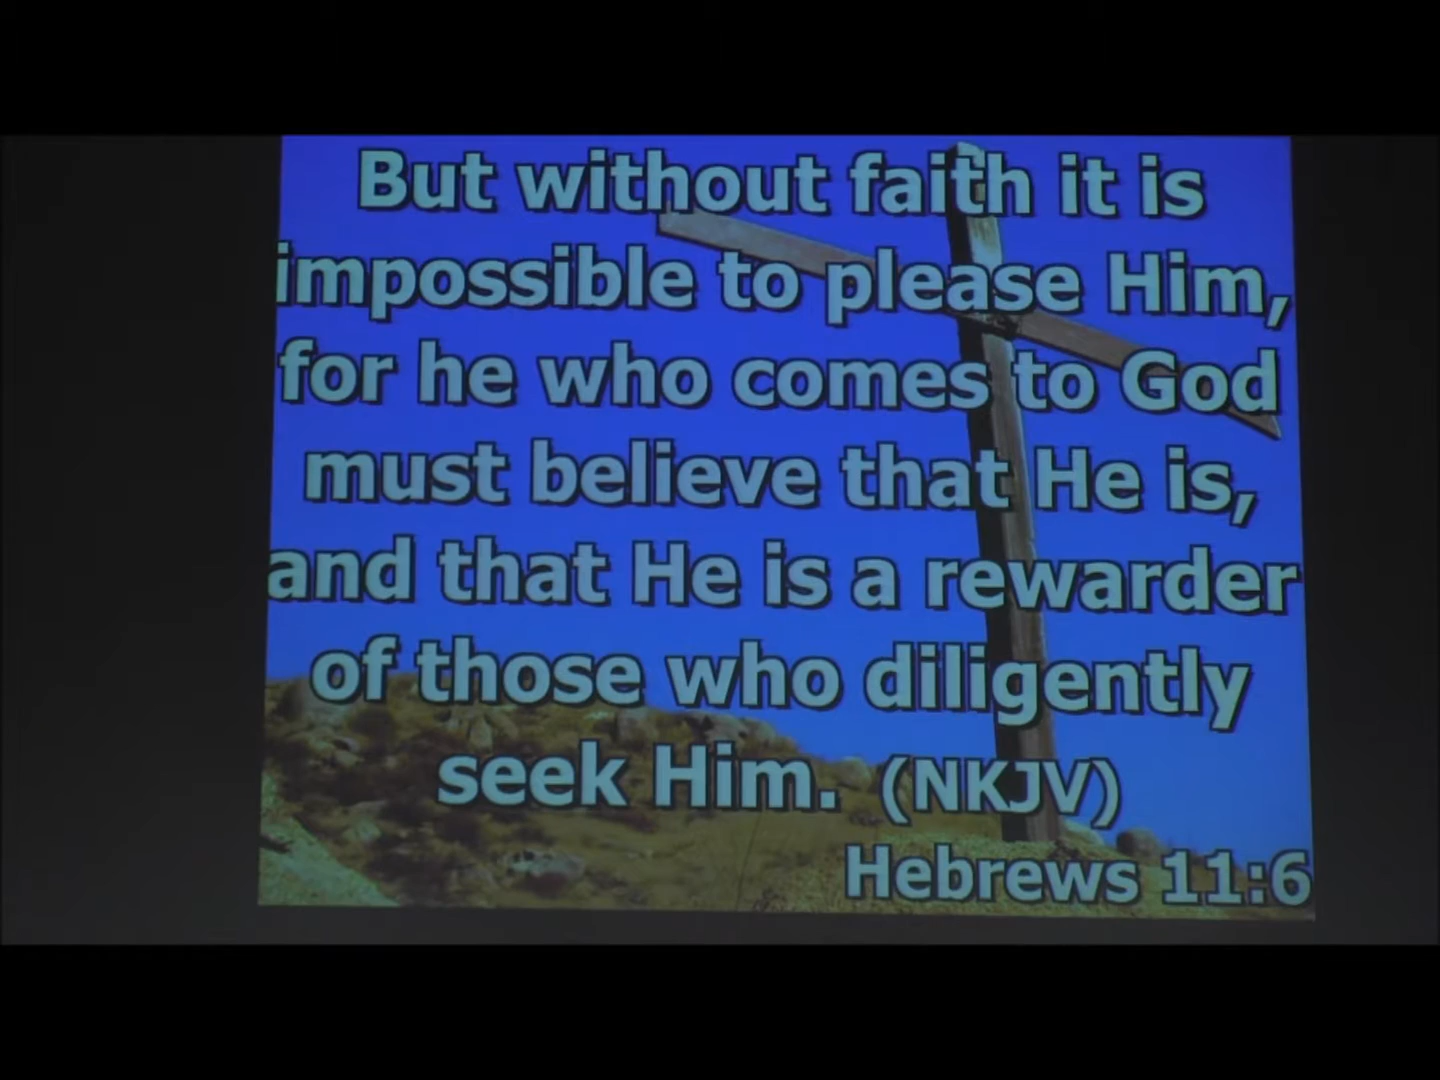 But without faith it is
impossible to please Him,
for he who comes to God
must believe that He is,
and that He is a rewarder
of those who diligently
seek Him. (NKJV)
Hebrews 11:6